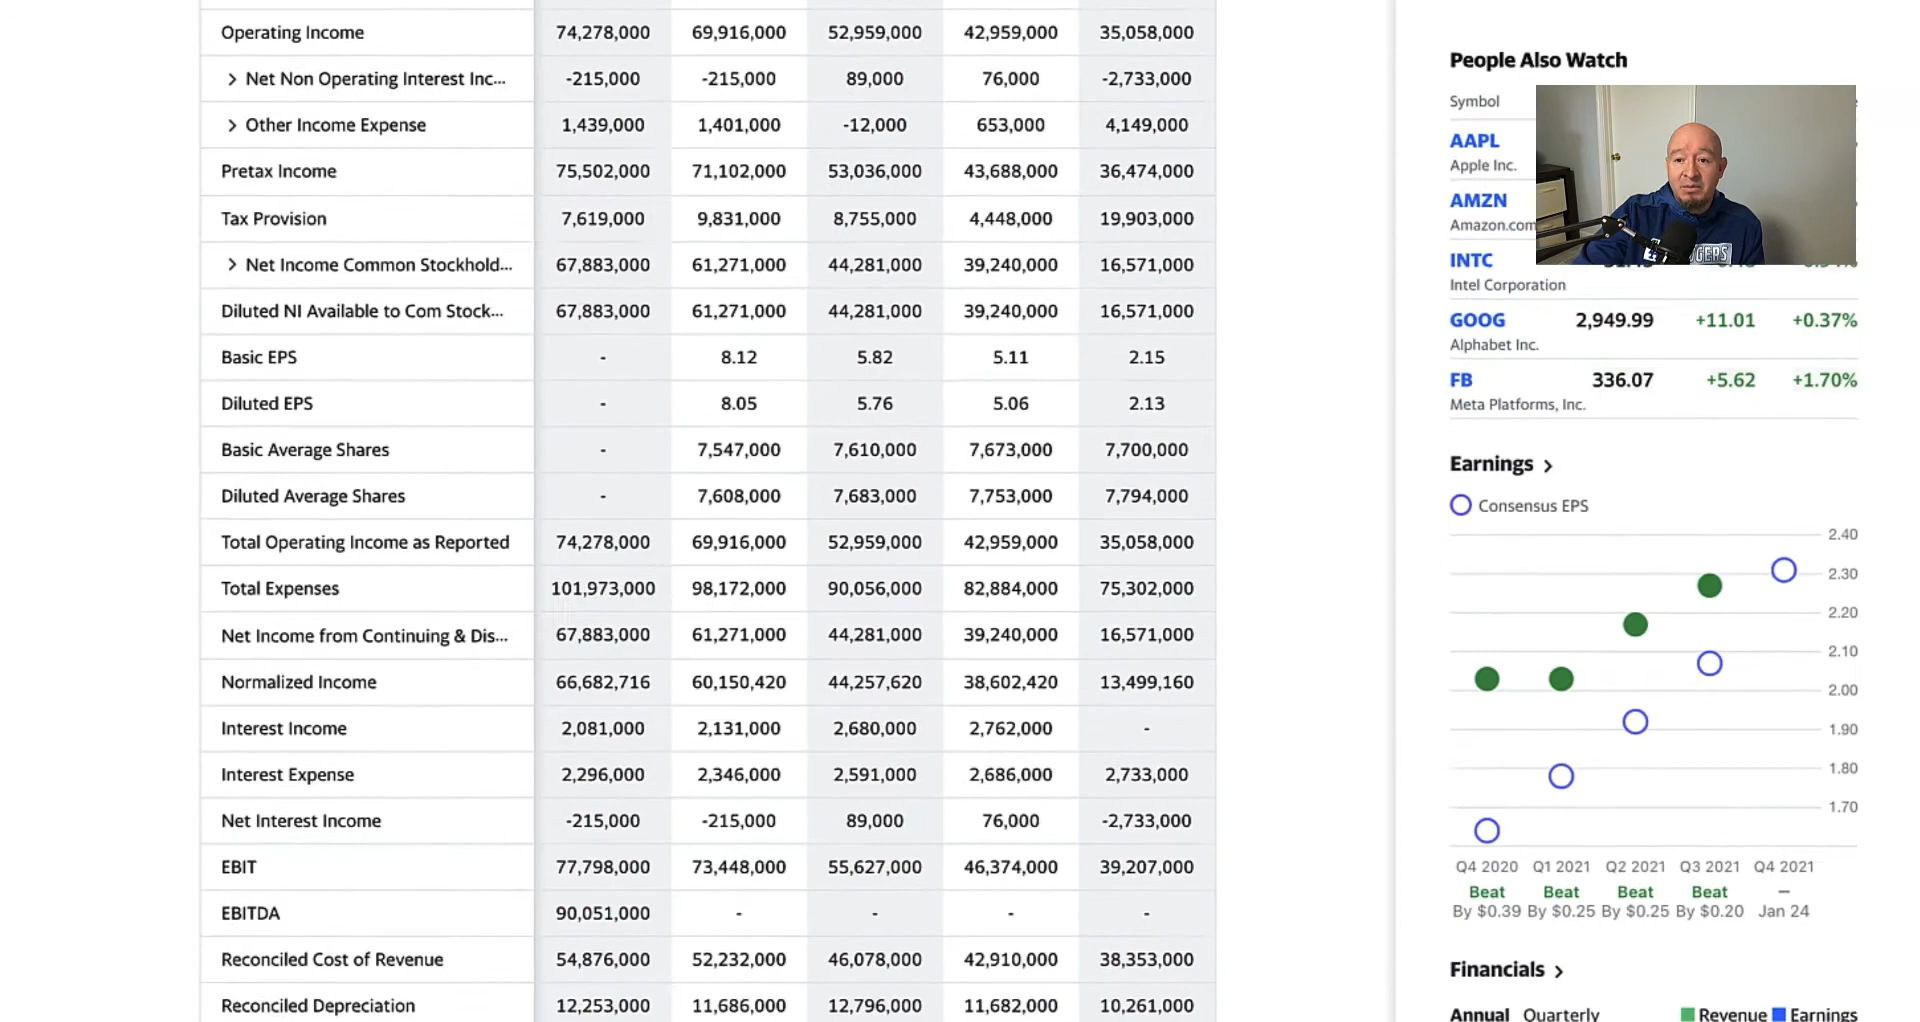 Operating Income 74,278,000 69,916,000 52,959,000 42,959,000 35,058,000
Net Non Operating Interest Inc... -215,000 -215,000 89,000 76,000 -2,733,000
Other Income Expense 1,439,000 1,401,000 -12,000 653,000 4,149,000
Pretax Income 75,502,000 71,102,000 53,036,000 43,688,000 36,474,000
Tax Provision 7,619,000 9,831,000 8,755,000 4,448,000 19,903,000
Net Income Common Stockhold... 67,883,000 61,271,000 44,281,000 39,240,000 16,571,000
Diluted NI Available to Com Stock... 67,883,000 61,271,000 44,281,000 39,240,000 16,571,000
Basic EPS - 8.12 5.82 5.11 2.15
Diluted EPS - 8.05 5.76 5.06 2.13
Basic Average Shares - 7,547,000 7,610,000 7,673,000 7,700,000
Diluted Average Shares - 7,608,000 7,683,000 7,753,000 7,794,000
Total Operating Income as Reported 74,278,000 69,916,000 52,959,000 42,959,000 35,058,000
Total Expenses 101,973,000 98,172,000 90,056,000 82,884,000 75,302,000
Net Income from Continuing & Dis... 67,883,000 61,271,000 44,281,000 39,240,000 16,571,000
Normalized Income 66,682,716 60,150,420 44,257,620 38,602,420 13,499,160
Interest Income 2,081,000 2,131,000 2,680,000 2,762,000 -
Interest Expense 2,296,000 2,346,000 2,591,000 2,686,000 2,733,000
Net Interest Income -215,000 -215,000 89,000 76,000 -2,733,000
EBIT 77,798,000 73,448,000 55,627,000 46,374,000 39,207,000
EBITDA 90,051,000 - - - -
Reconciled Cost of Revenue 54,876,000 52,232,000 46,078,000 42,910,000 38,353,000
Reconciled Depreciation 12,253,000 11,686,000 12,796,000 11,682,000 10,261,000
People Also Watch
Symbol
AAPL
Apple Inc.
AMZN
Amazon.com
INTC
Intel Corporation
GOOG 2,949.99 +11.01 +0.37%
Alphabet Inc.
FB 336.07 +5.62 +1.70%
Meta Platforms, Inc.
Earnings
Consensus EPS
2.40
2.30
2.20
2.10
2.00
1.90
1.80
1.70
Q4 2020 Q1 2021 Q2 2021 Q3 2021 Q4 2021
Beat Beat Beat Beat –
By $0.39 By $0.25 By $0.25 By $0.20 Jan 24
Financials
Annual Quarterly Revenue Earnings